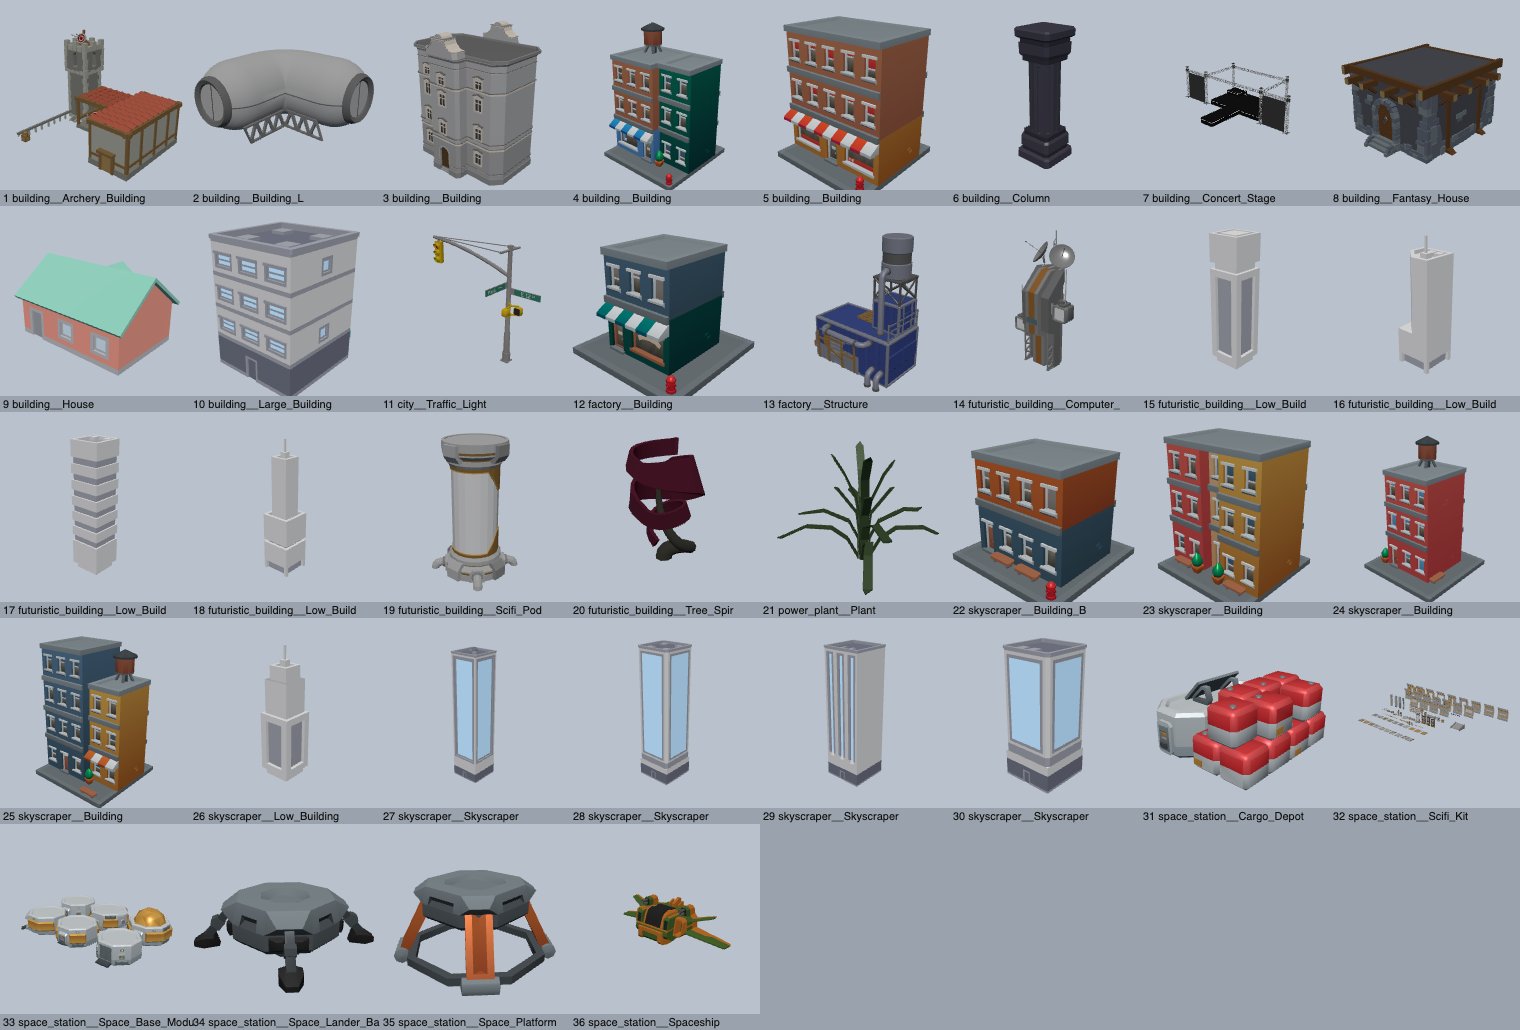 1 building__Archery_Building
2 building__Building_L
3 building__Building
4 building__Building
5 building__Building
6 building__Column
7 building__Concert_Stage
8 building__Fantasy_House
9 building__House
10 building__Large_Building
11 city__Traffic_Light
12 factory__Building
13 factory__Structure
14 futuristic_building__Computer_
15 futuristic_building__Low_Build
16 futuristic_building__Low_Build
17 futuristic_building__Low_Build
18 futuristic_building__Low_Build
19 futuristic_building__Scifi_Pod
20 futuristic_building__Tree_Spir
21 power_plant__Plant
22 skyscraper__Building_B
23 skyscraper__Building
24 skyscraper__Building
25 skyscraper__Building
26 skyscraper__Low_Building
27 skyscraper__Skyscraper
28 skyscraper__Skyscraper
29 skyscraper__Skyscraper
30 skyscraper__Skyscraper
31 space_station__Cargo_Depot
32 space_station__Scifi_Kit
33 space_station__Space_Base_Modu
34 space_station__Space_Lander_Ba
35 space_station__Space_Platform
36 space_station__Spaceship